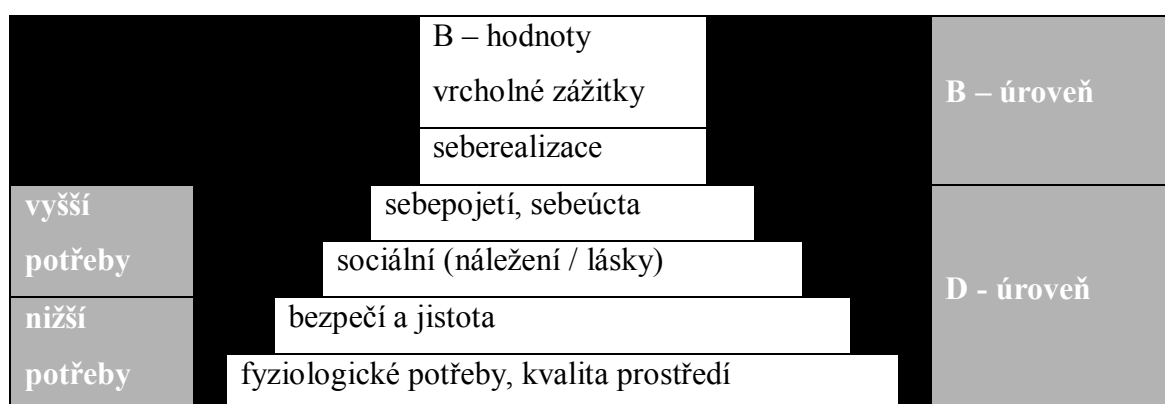 B – hodnoty
vrcholné zážitky
B – úroveň
seberealizace
vyšší
potřeby
sebepojetí, sebeúcta
sociální (náležení / lásky)
D - úroveň
nižší
potřeby
bezpečí a jistota
fyziologické potřeby, kvalita prostředí